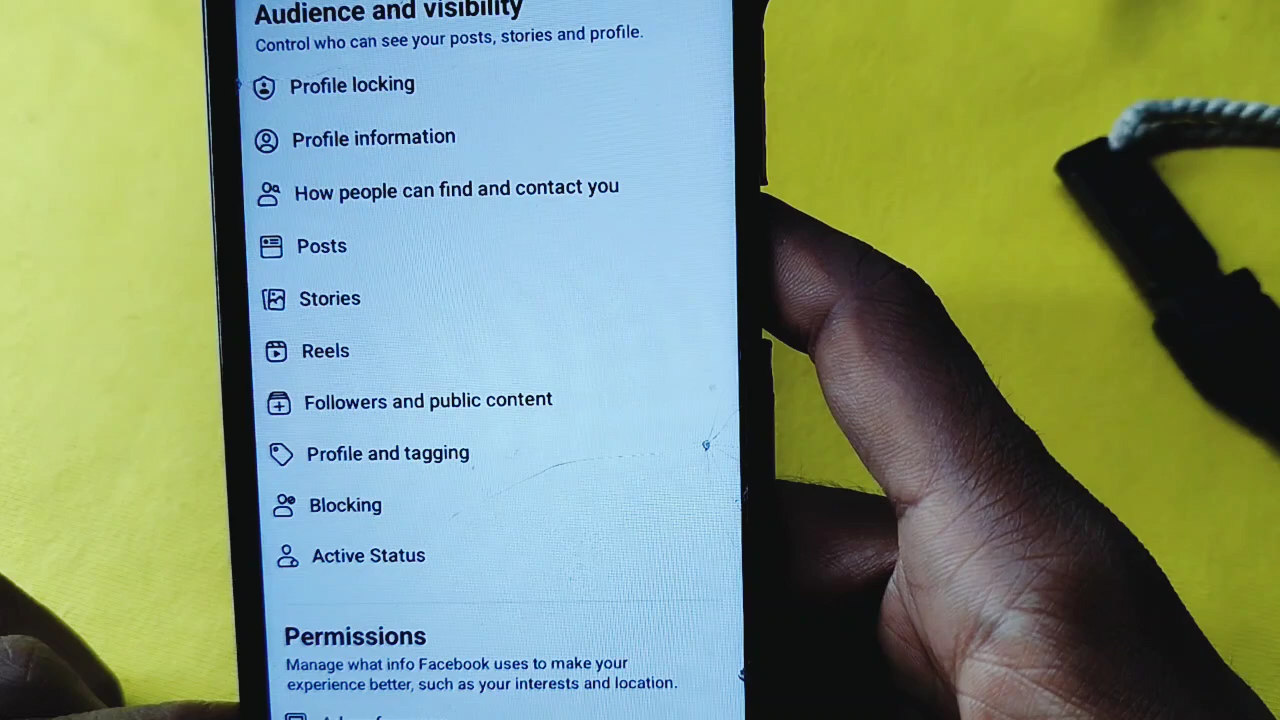 Audience and visibility
Control who can see your posts, stories and profile.
Profile locking
Profile information
How people can find and contact you
Posts
Stories
Reels
Followers and public content
Profile and tagging
Blocking
Active Status
Permissions
Manage what info Facebook uses to make your
experience better, such as your interests and location.